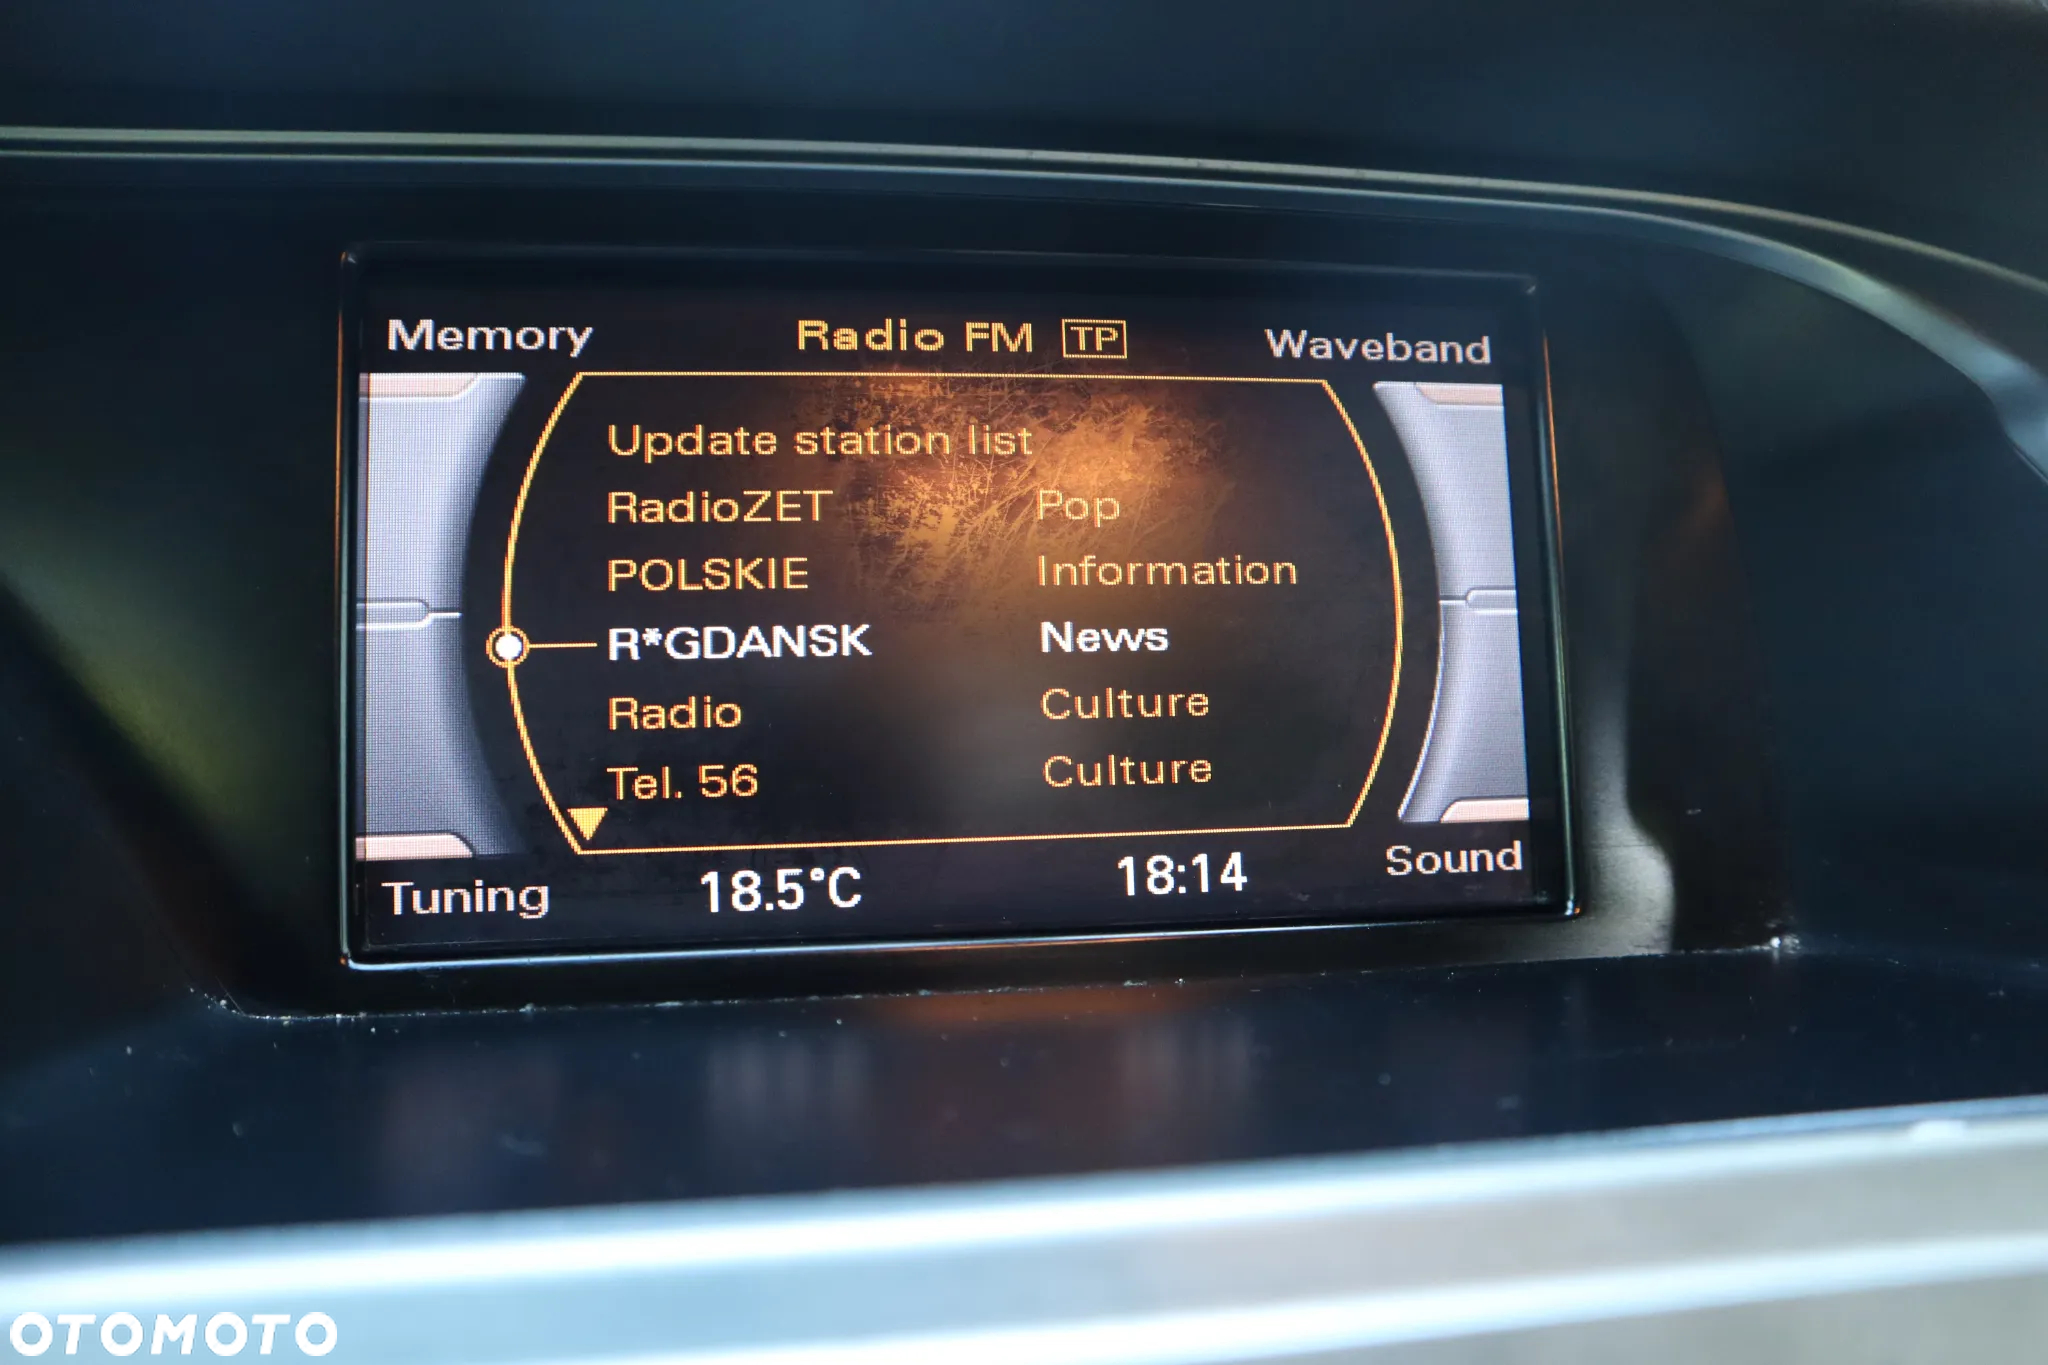 Memory Radio FM TP Waveband
Update station list
RadioZET Pop
POLSKIE Information
R*GDANSK News
Radio Culture
Tel. 56 Culture
Tuning 18.5°C 18:14 Sound
OTOMOTO